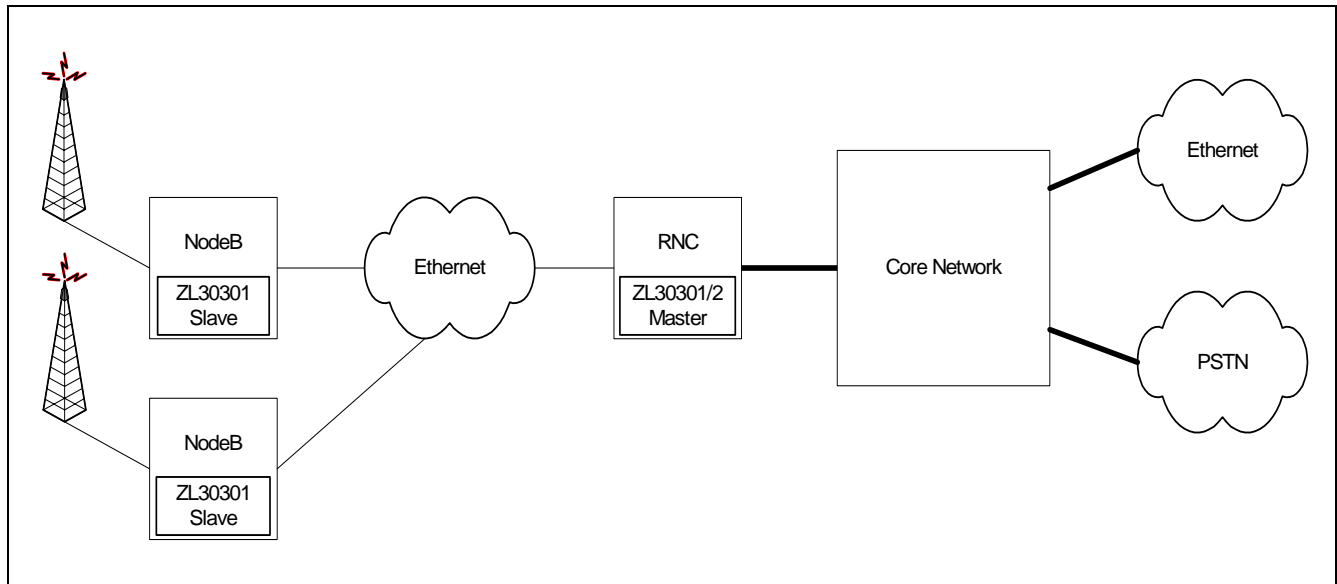 NodeB
ZL30301
Slave
NodeB
ZL30301
Slave
Ethernet
RNC
ZL30301/2
Master
Core Network
Ethernet
PSTN